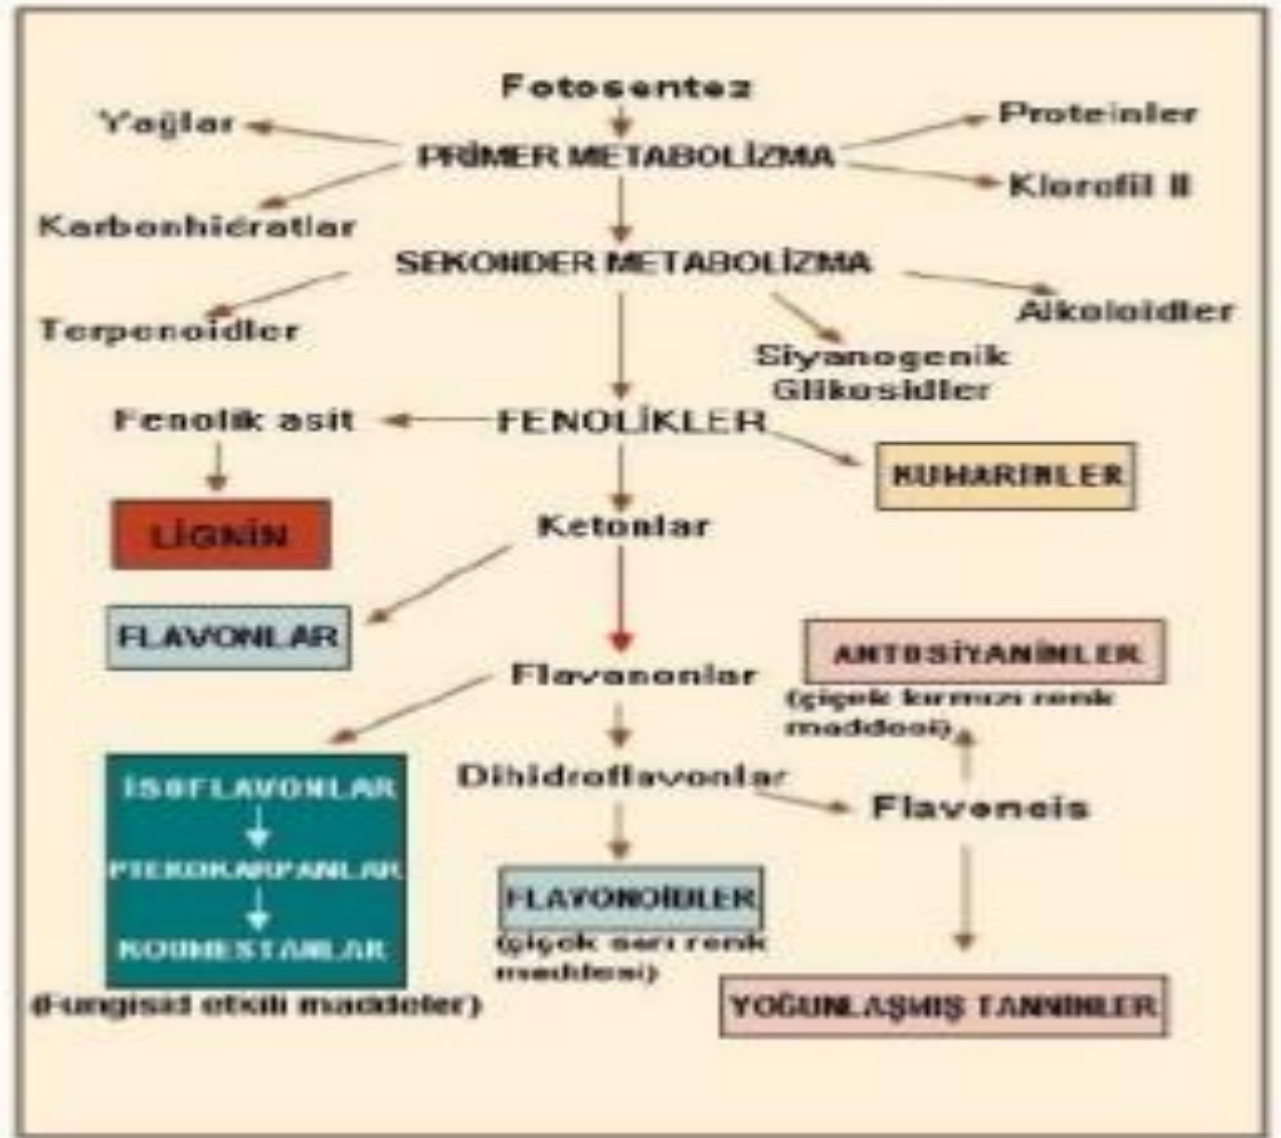 Fotosentez
Yağlar
Proteinler
PRİMER METABOLİZMA
Klorofil II
Karbonhidratlar
SEKONDER METABOLİZMA
Terpenoidler
Alkoloidler
Siyanogenik
Glikosidler
Fenolik asit
FENOLİKLER
KUMARİNLER
LİGNİN
Ketonlar
FLAVONLAR
ANTOSİYANİNLER
(çiçek kırmızı renk
maddesi)
Flavanonlar
Dihidroflavonlar
İSOFLAVONLAR
PTEROKARPANLAR
KOUMESTANLAR
(Fungisid etkili maddeler)
FLAVONOİDLER
(çiçek sarı renk
maddesi)
YOĞUNLAŞMIŞ TANNİNLER